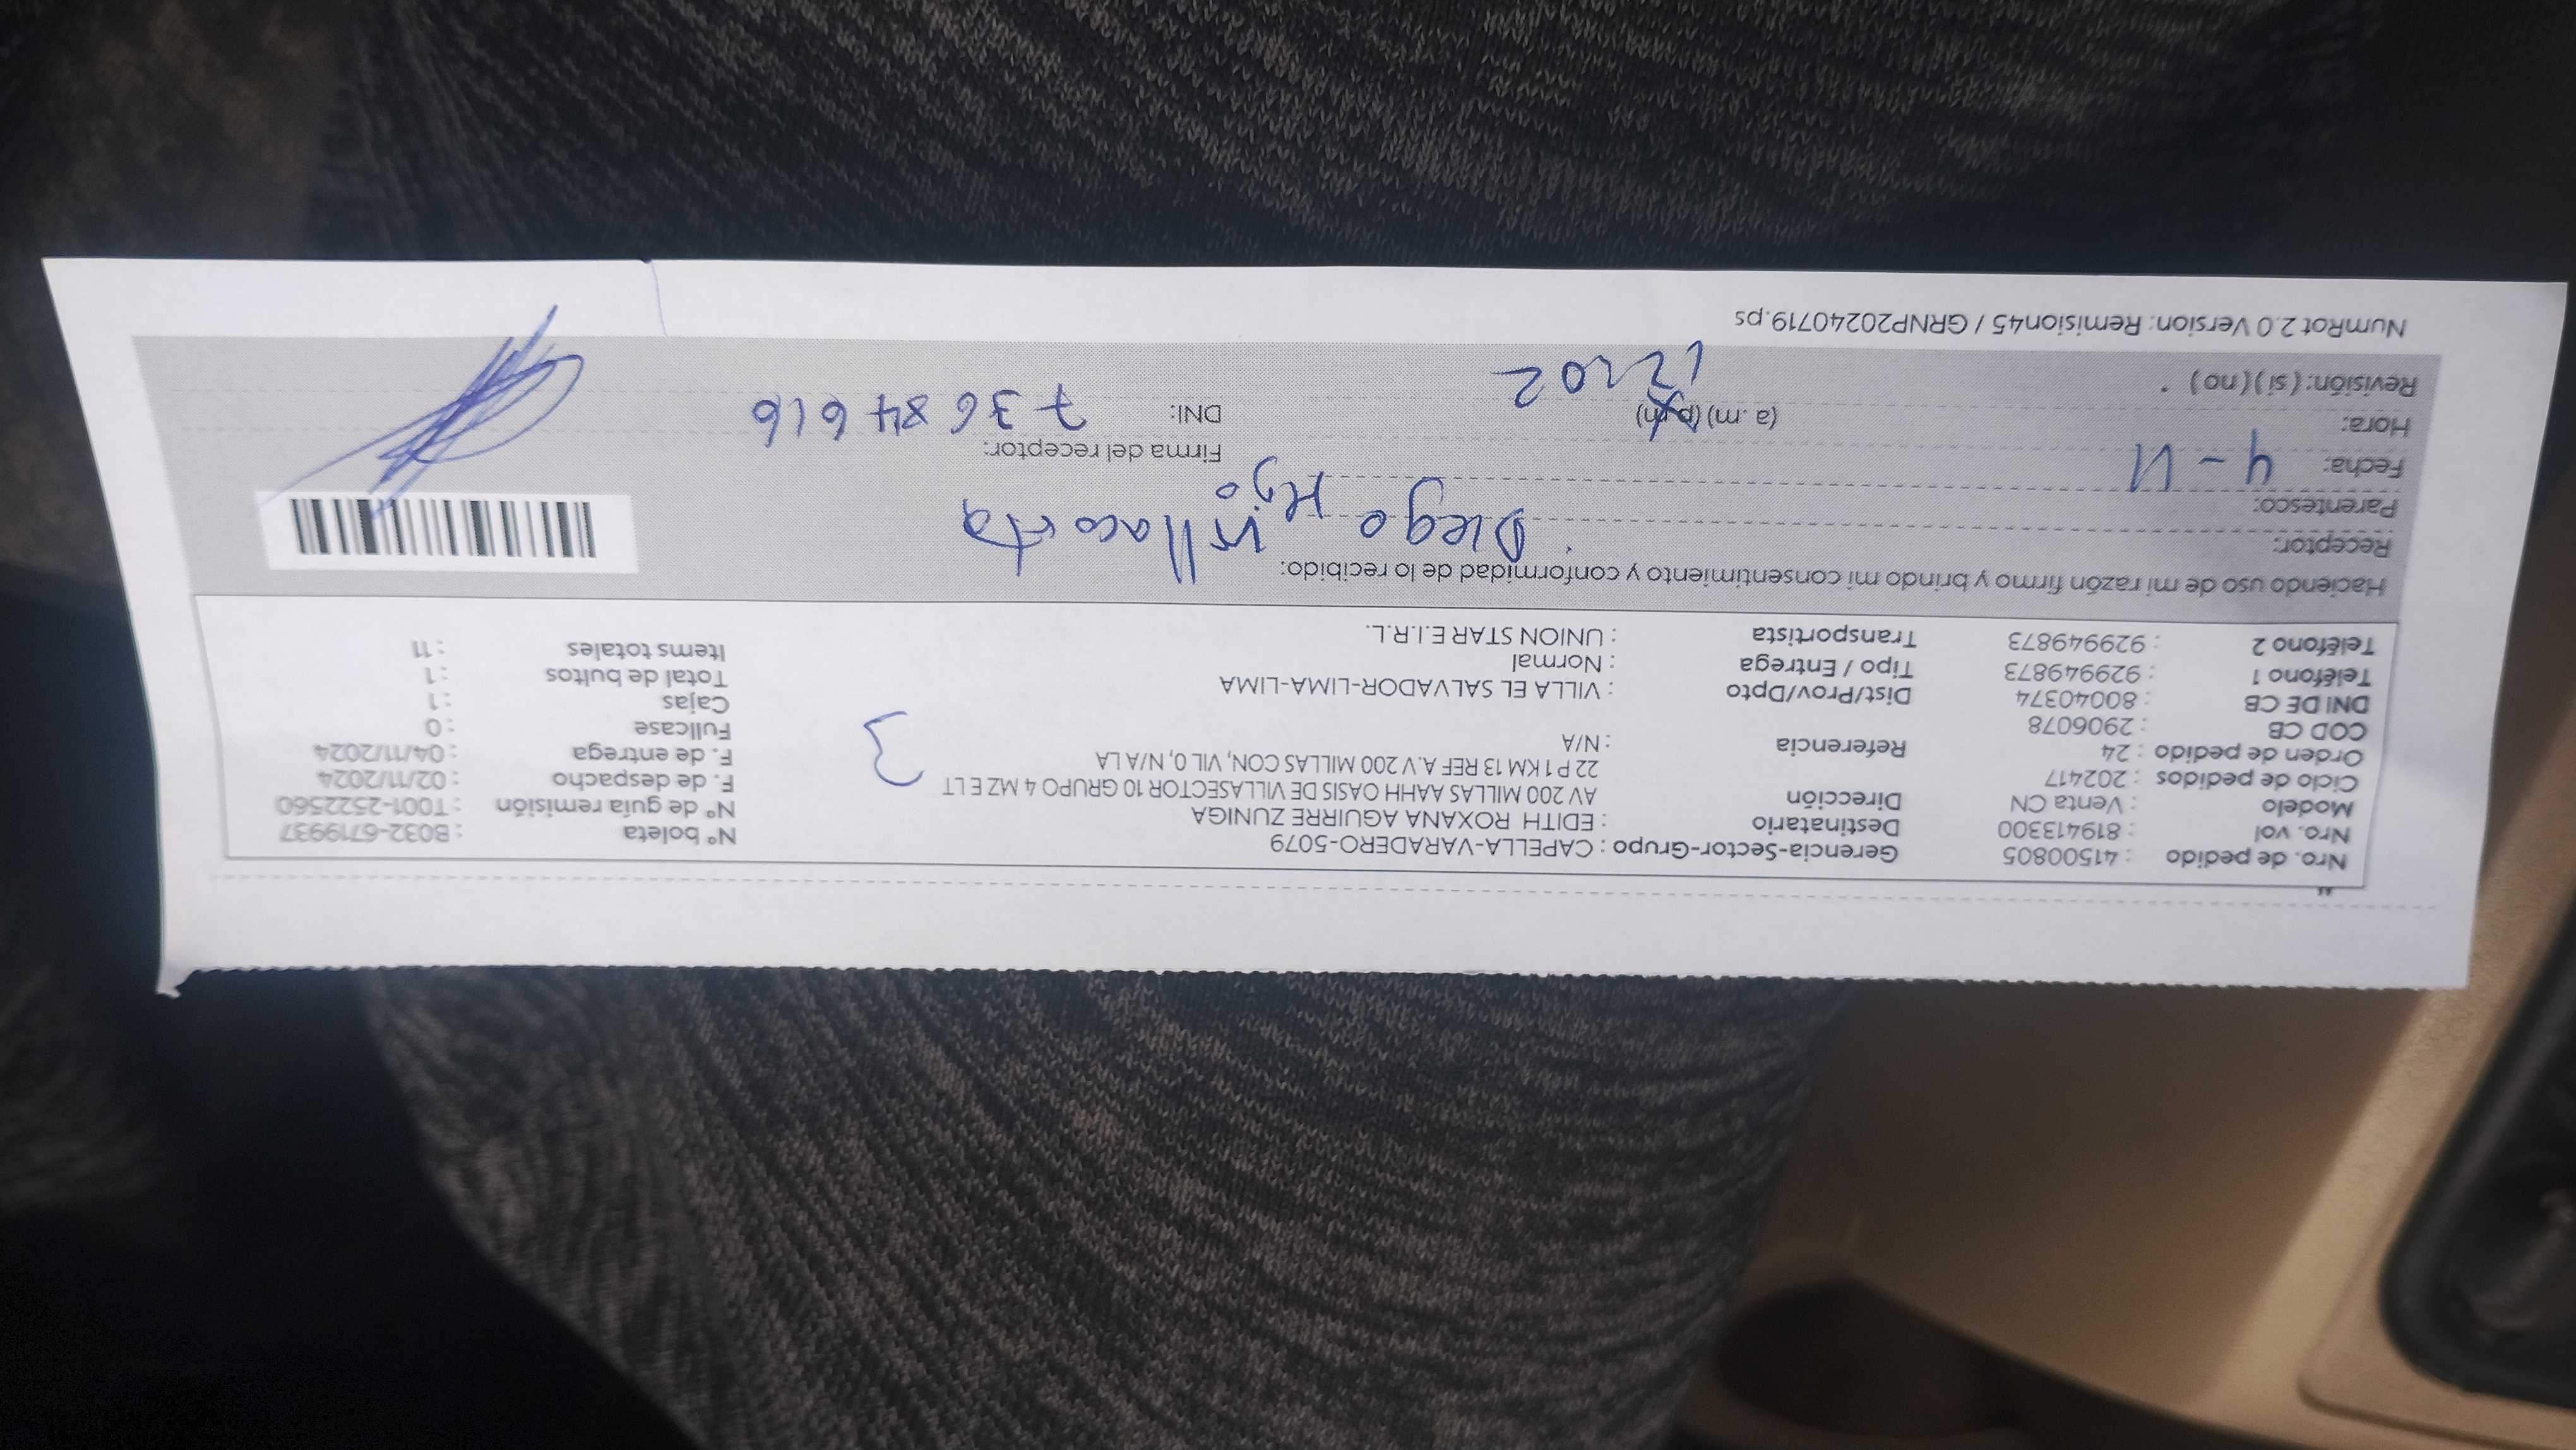 Nro. de pedido : 41500805
Nro. vol : 819413300
Modelo : Venta CN
Ciclo de pedidos : 202417
Orden de pedido : 24
COD CB : 2906078
DNI DE CB : 80040374
Teléfono 1 : 929949873
Teléfono 2 : 929949873
Gerencia-Sector-Grupo : CAPELLA-VARADERO-5079
Destinatario : EDITH ROXANA AGUIRRE ZUNIGA
Dirección AV 200 MILLAS AAHH OASIS DE VILLASECTOR 10 GRUPO 4 MZ E LT
22 P 1 KM 13 REF A.V 200 MILLAS CON, VIL 0, N/A LA
Referencia : N/A
Dist/Prov/Dpto : VILLA EL SALVADOR-LIMA-LIMA
Tipo / Entrega : Normal
Transportista : UNION STAR E.I.R.L.
3
N° boleta : B032-6719937
N° de guía remisión : T001-2522560
F. de despacho : 02/11/2024
F. de entrega : 04/11/2024
Fullcase : 0
Cajas : 1
Total de bultos : 1
Items totales : 11
Haciendo uso de mi razón firmo y brindo mi consentimiento y conformidad de lo recibido:
Receptor: Diego Villacorta
Parentesco: Hijo
Fecha: 4-11
Hora: (a.m) (p.m) 12:02
Revisión: (si) (no)
Firma del receptor:
DNI: 73684616
NumRot 2.0 Version: Remision45 / GRNP20240719.ps